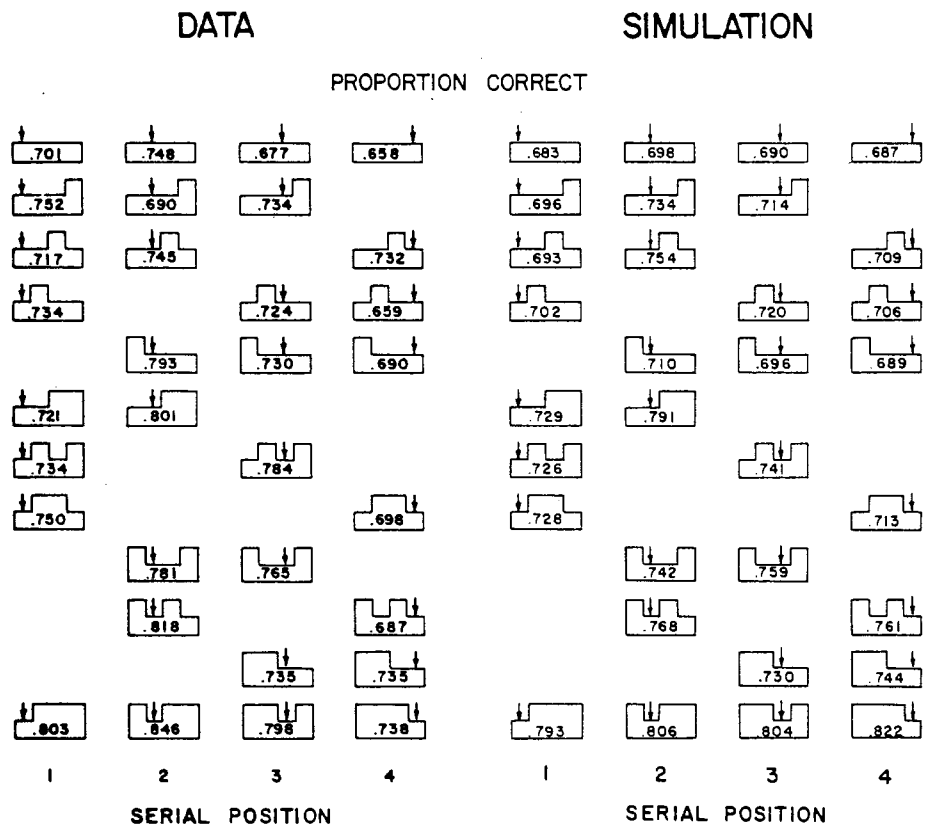 DATA SIMULATION
PROPORTION CORRECT
.701 .748 .677 .658 .683 .698 .690 .687
.752 .690 .734 .696 .734 .714
.717 .745 .732 .693 .754 .709
.734 .724 .659 .702 .720 .706
.793 .730 .690 .710 .696 .689
.721 .801 .729 .791
.734 .784 .726 .741
.750 .698 .728 .713
.781 .765 .742 .759
.818 .687 .768 .761
.735 .735 .730 .744
.803 .846 .798 .738 .793 .806 .804 .822
1 2 3 4 1 2 3 4
SERIAL POSITION SERIAL POSITION